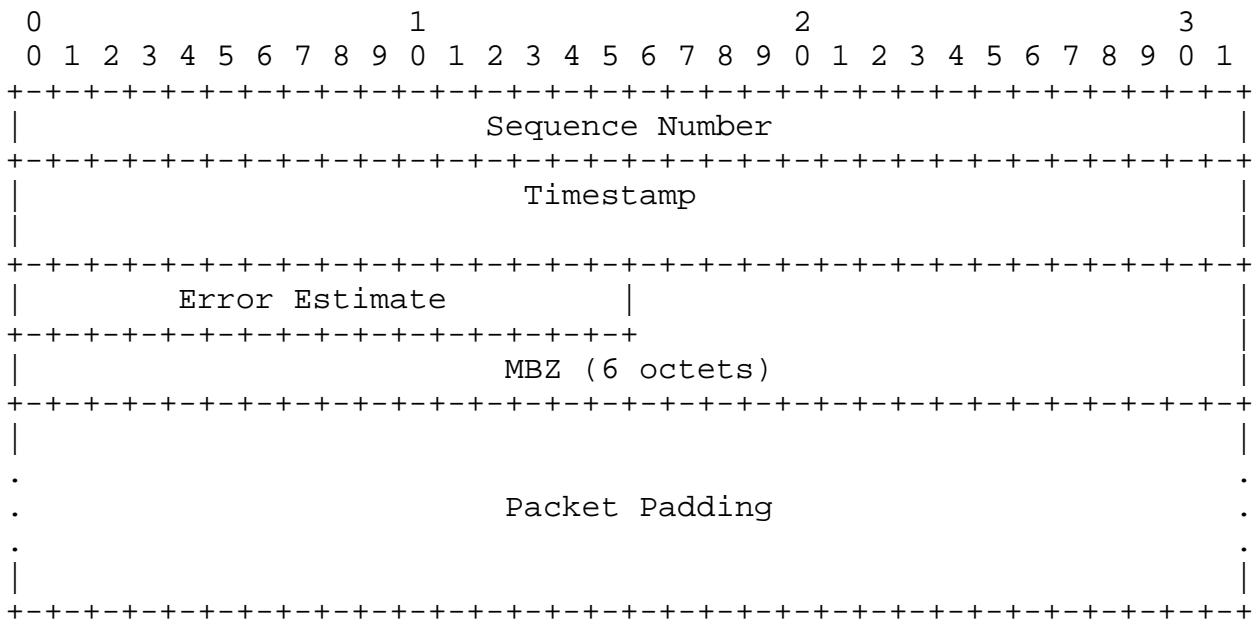 0                   1                   2                   3
 0 1 2 3 4 5 6 7 8 9 0 1 2 3 4 5 6 7 8 9 0 1 2 3 4 5 6 7 8 9 0 1
+-+-+-+-+-+-+-+-+-+-+-+-+-+-+-+-+-+-+-+-+-+-+-+-+-+-+-+-+-+-+-+-+
|                        Sequence Number                        |
+-+-+-+-+-+-+-+-+-+-+-+-+-+-+-+-+-+-+-+-+-+-+-+-+-+-+-+-+-+-+-+-+
|                          Timestamp                            |
|                                                               |
+-+-+-+-+-+-+-+-+-+-+-+-+-+-+-+-+-+-+-+-+-+-+-+-+-+-+-+-+-+-+-+-+
|        Error Estimate         |                               |
+-+-+-+-+-+-+-+-+-+-+-+-+-+-+-+-+                               |
|                         MBZ (6 octets)                        |
+-+-+-+-+-+-+-+-+-+-+-+-+-+-+-+-+-+-+-+-+-+-+-+-+-+-+-+-+-+-+-+-+
|                                                               |
.                                                               .
.                         Packet Padding                        .
.                                                               .
|                                                               |
+-+-+-+-+-+-+-+-+-+-+-+-+-+-+-+-+-+-+-+-+-+-+-+-+-+-+-+-+-+-+-+-+